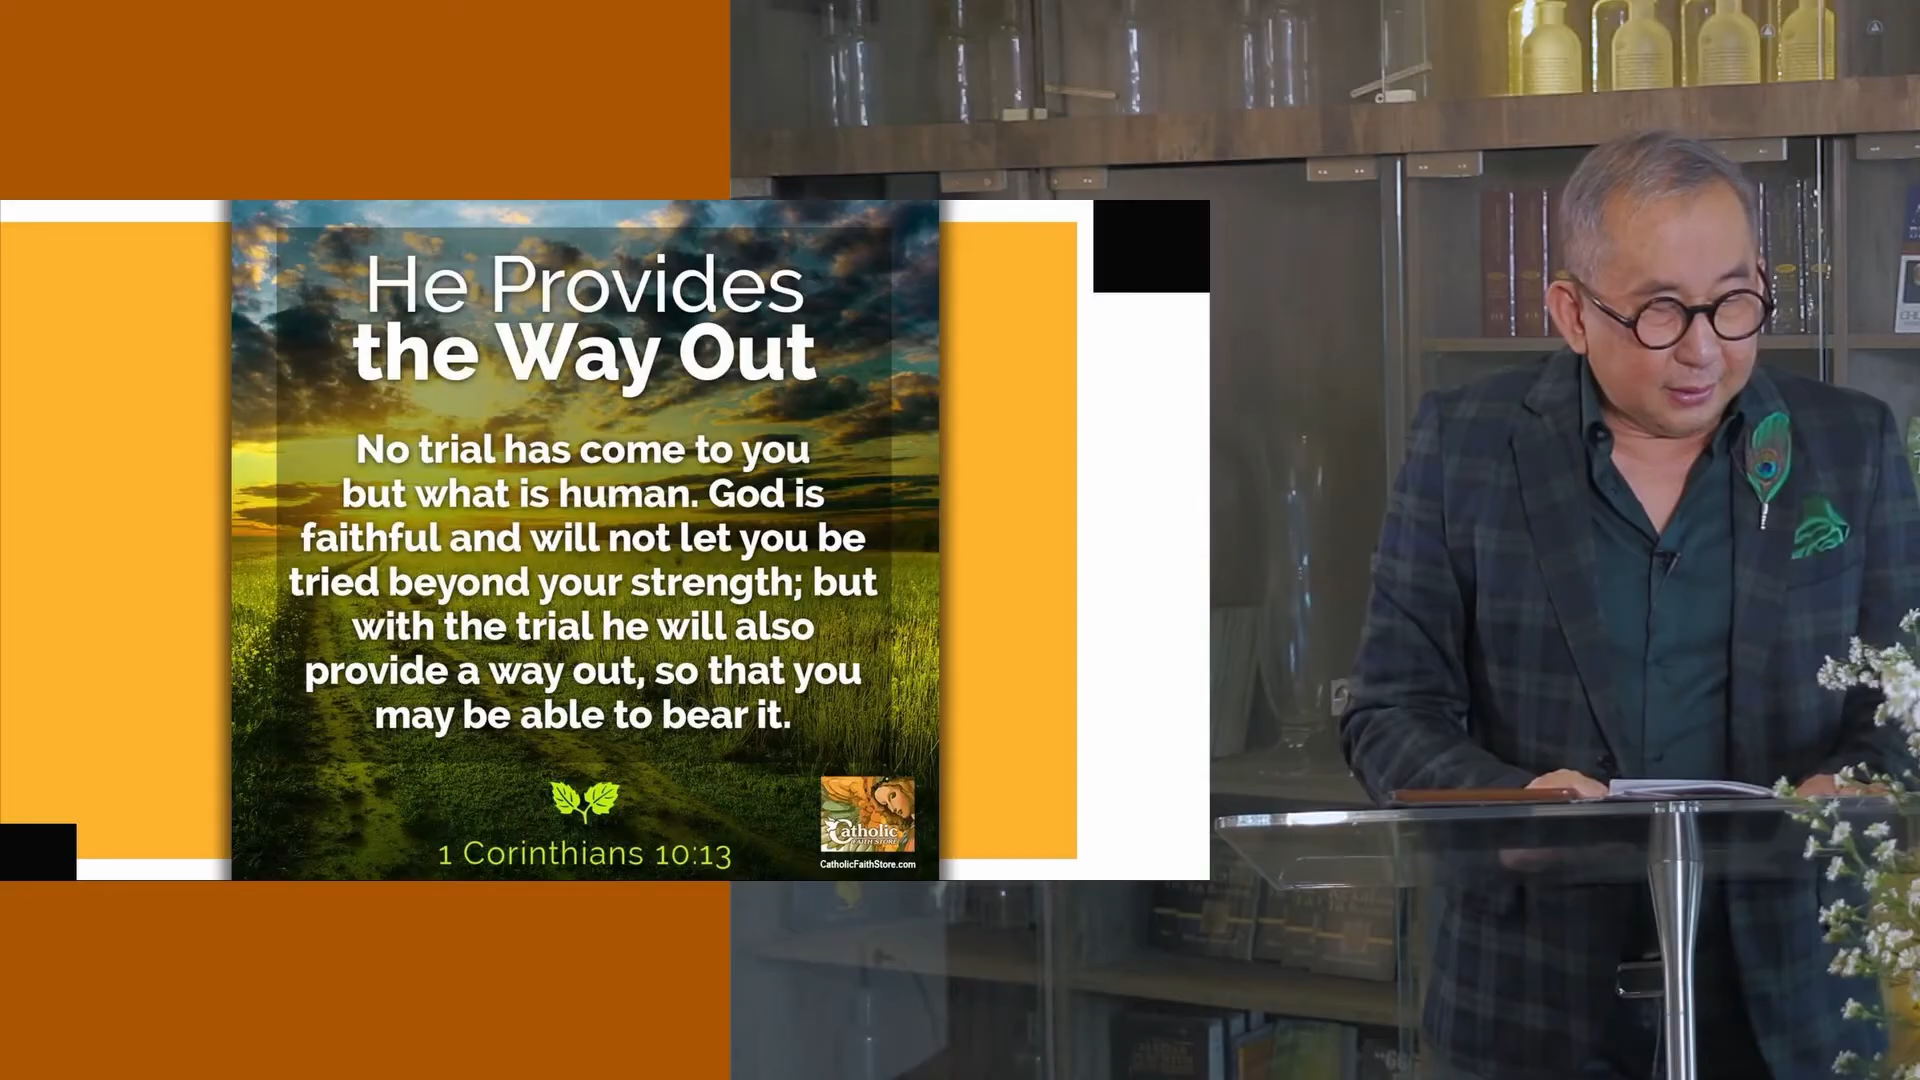 He Provides
the Way Out
No trial has come to you
but what is human. God is
faithful and will not let you be
tried beyond your strength; but
with the trial he will also
provide a way out, so that you
may be able to bear it.
1 Corinthians 10:13
Catholic
FAITH STORE
CatholicFaithStore.com